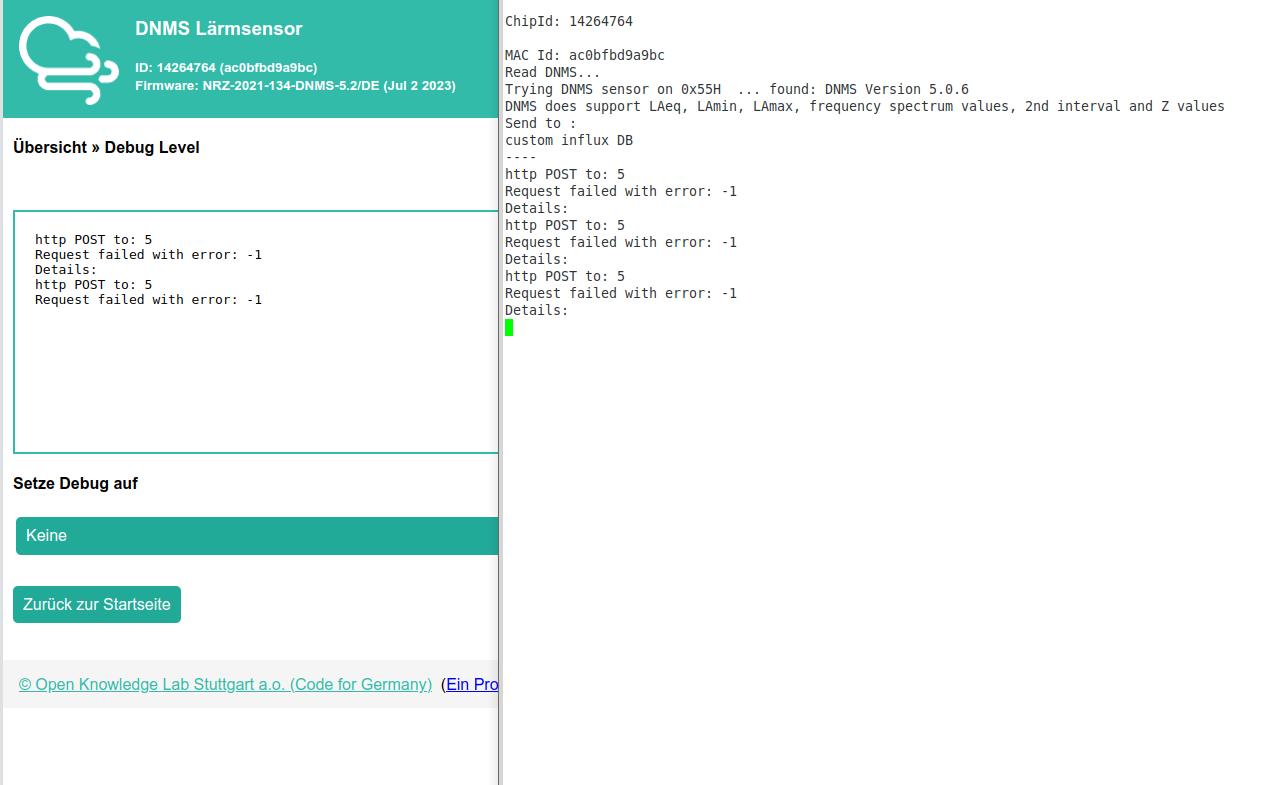 DNMS Lärmsensor
ID: 14264764 (ac0bfbd9a9bc)
Firmware: NRZ-2021-134-DNMS-5.2/DE (Jul 2 2023)
Übersicht » Debug Level
http POST to: 5
Request failed with error: -1
Details:
http POST to: 5
Request failed with error: -1
Setze Debug auf
Keine
Zurück zur Startseite
© Open Knowledge Lab Stuttgart a.o. (Code for Germany) (Ein Pro
ChipId: 14264764
MAC Id: ac0bfbd9a9bc
Read DNMS...
Trying DNMS sensor on 0x55H  ... found: DNMS Version 5.0.6
DNMS does support LAeq, LAmin, LAmax, frequency spectrum values, 2nd interval and Z values
Send to :
custom influx DB
----
http POST to: 5
Request failed with error: -1
Details:
http POST to: 5
Request failed with error: -1
Details:
http POST to: 5
Request failed with error: -1
Details: